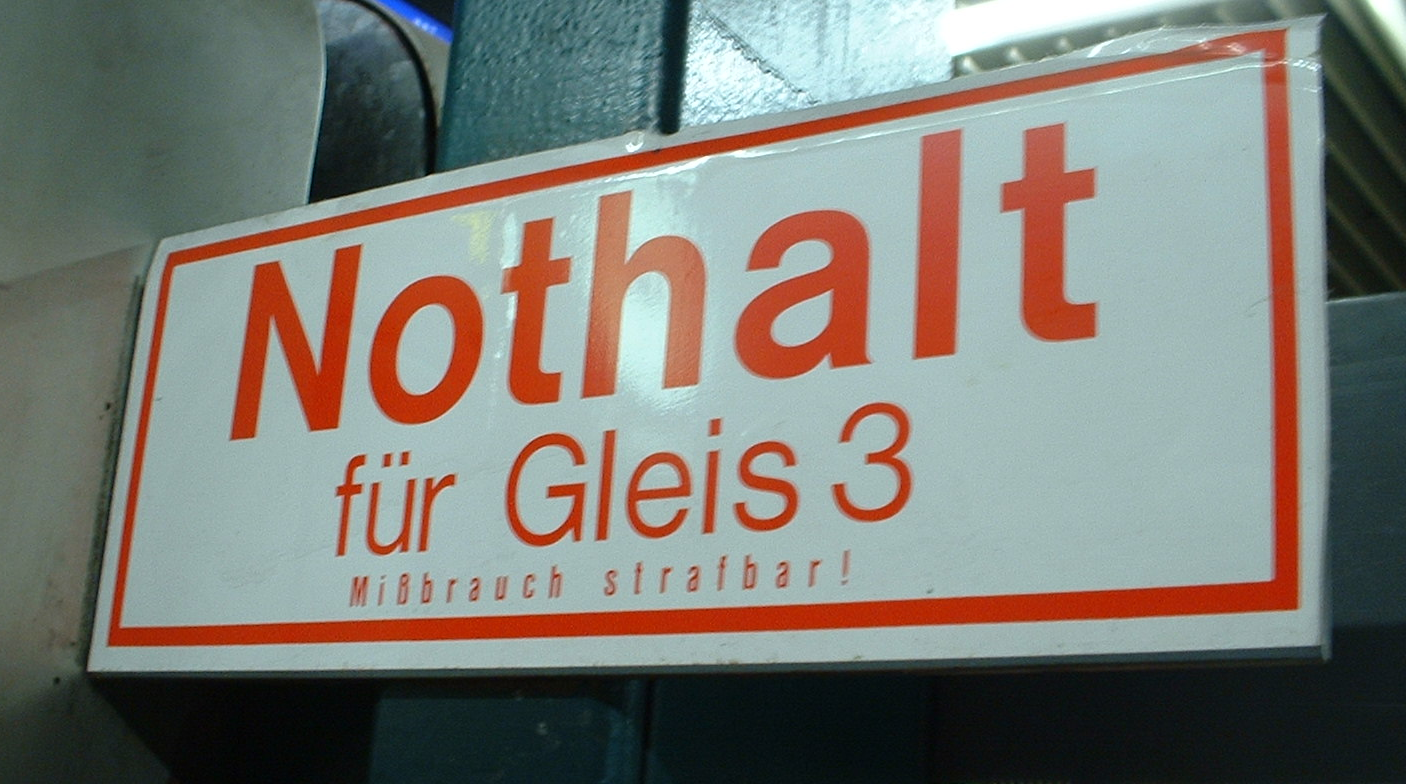 Nothalt
für Gleis 3
Mißbrauch strafbar!